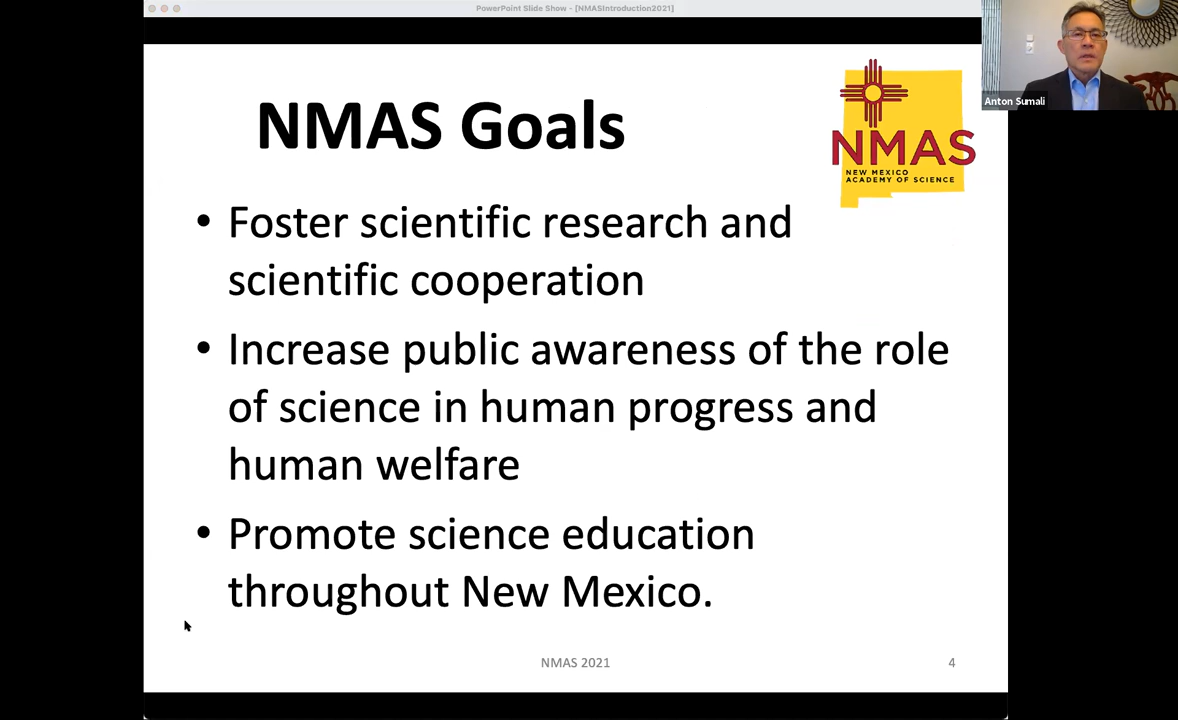 PowerPoint Slide Show - [NMASIntroduction2021]
NMAS Goals
NMAS
NEW MEXICO
ACADEMY OF SCIENCE
Anton Sumali
• Foster scientific research and
scientific cooperation
• Increase public awareness of the role
of science in human progress and
human welfare
• Promote science education
throughout New Mexico.
NMAS 2021
4